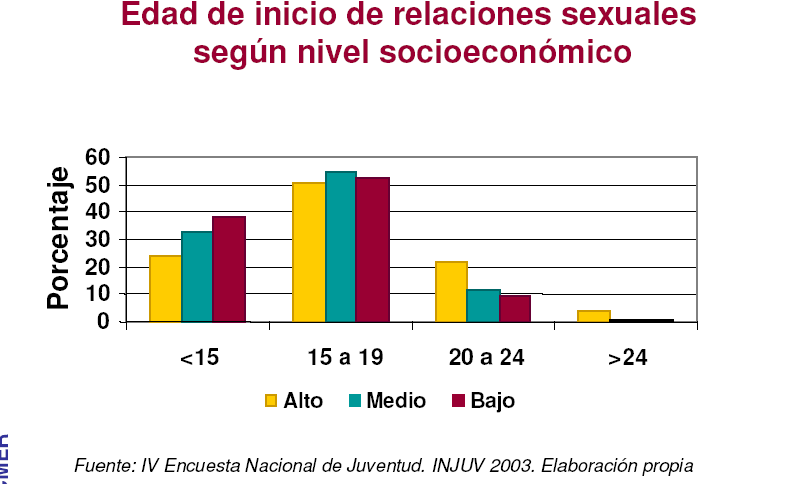 Edad de inicio de relaciones sexuales
según nivel socioeconómico
Porcentaje
60
50
40
30
20
10
0
<15 15 a 19 20 a 24 >24
Alto Medio Bajo
Fuente: IV Encuesta Nacional de Juventud. INJUV 2003. Elaboración propia